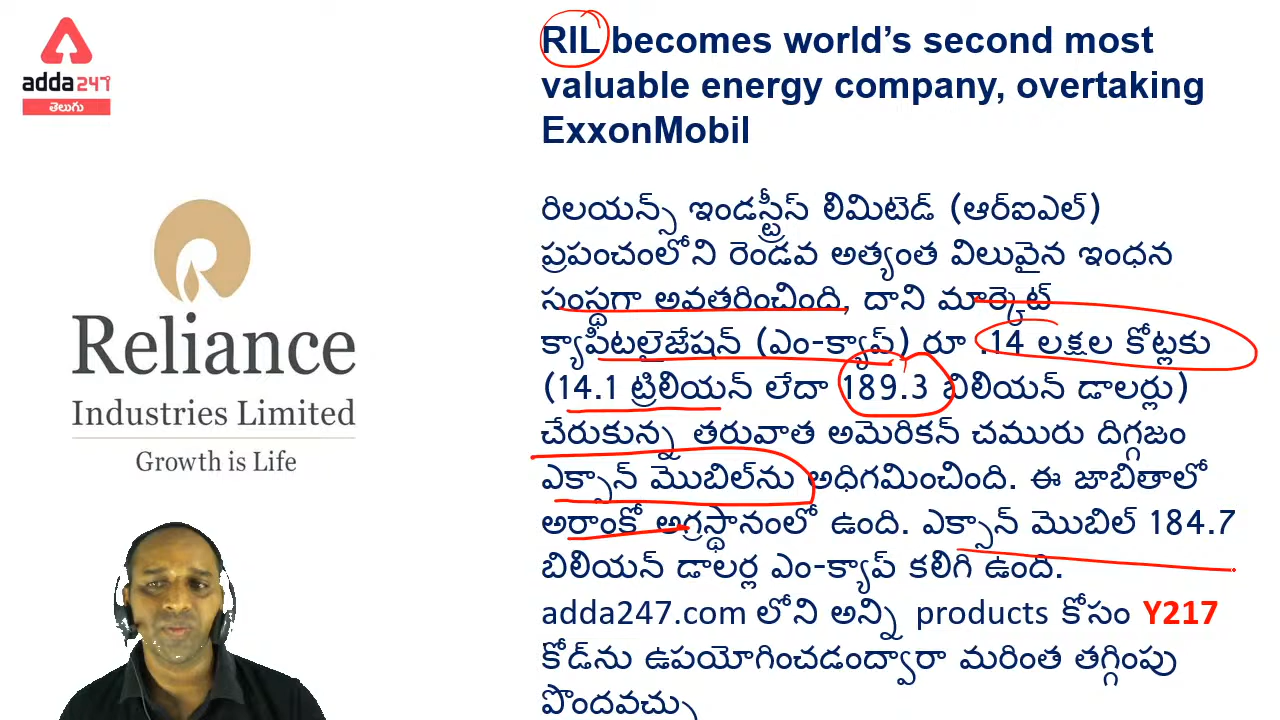 adda247
తెలుగు
RIL becomes world's second most
valuable energy company, overtaking
ExxonMobil
రిలయన్స్ ఇండస్ట్రీస్ లిమిటెడ్ (ఆర్ఐఎల్)
ప్రపంచంలోని రెండవ అత్యంత విలువైన ఇంధన
సంస్థగా అవతరించింది, దాని మార్కెట్
క్యాపిటలైజేషన్ (ఎం-క్యాప్) రూ .14 లక్షల కోట్లకు
(14.1 ట్రిలియన్ లేదా 189.3 బిలియన్ డాలర్లు)
చేరుకున్న తరువాత అమెరికన్ చమురు దిగ్గజం
ఎక్సాన్ మొబిల్‌ను అధిగమించింది. ఈ జాబితాలో
అరాంకో అగ్రస్థానంలో ఉంది. ఎక్సాన్ మొబిల్ 184.7
బిలియన్ డాలర్ల ఎం-క్యాప్ కలిగి ఉంది.
adda247.com లోని అన్ని products కోసం Y217
కోడ్‌ను ఉపయోగించడంద్వారా మరింత తగ్గింపు
పొందవచ్చు
Reliance
Industries Limited
Growth is Life